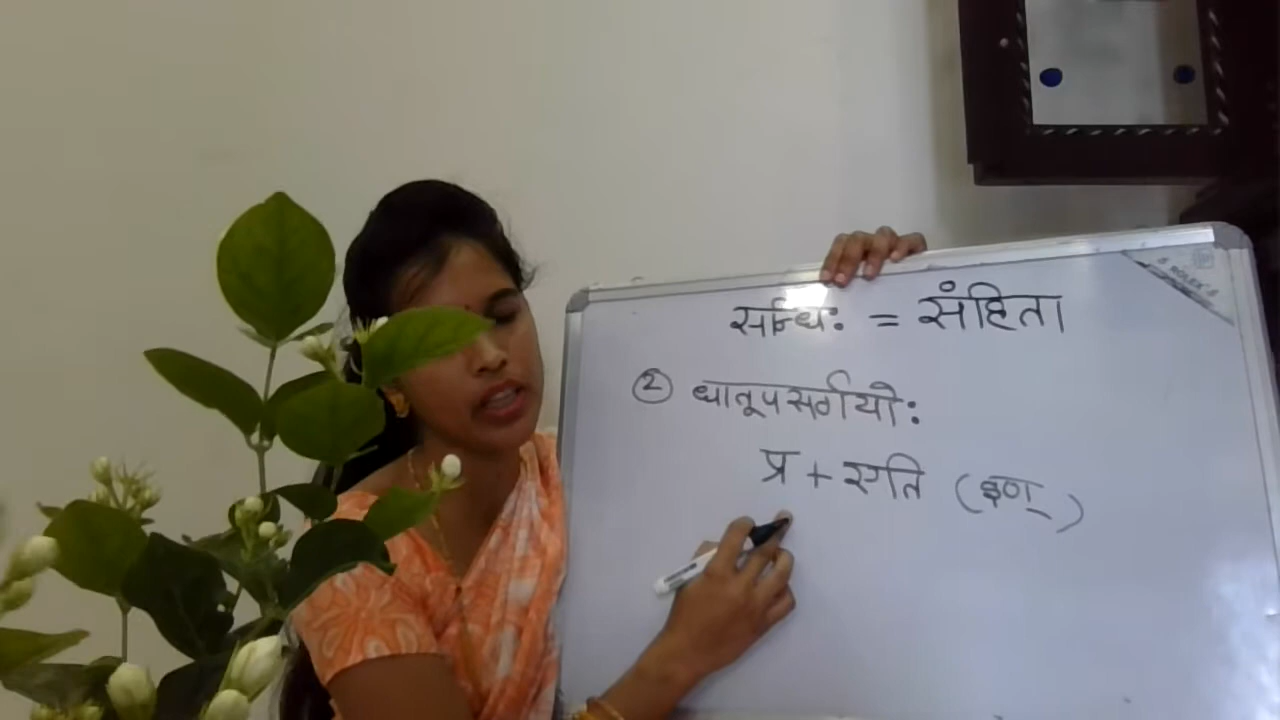 सन्धिः = संहिता
② धातूपसर्गयोः
प्र + एति (इण्)